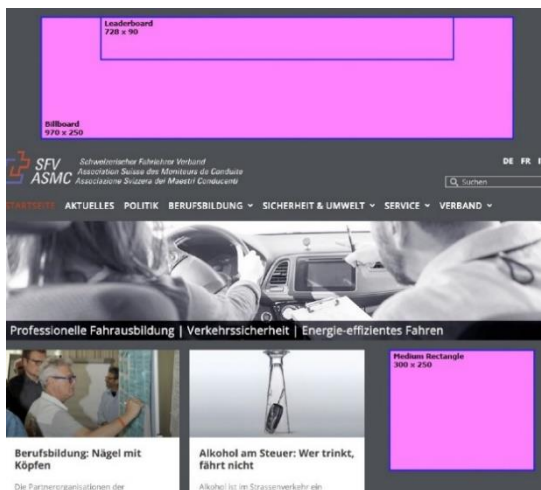 Leaderboard
728 x 90
Billboard
970 x 250
SFV
ASMC
Schweizerischer Fahrlehrer Verband
Association Suisse des Moniteurs de Conduite
Associazione Svizzera dei Maestri Conducenti
DE FR I
Suchen
STARTSEITE AKTUELLES POLITIK BERUFSBILDUNG SICHERHEIT & UMWELT SERVICE VERBAND
Professionelle Fahrausbildung | Verkehrssicherheit | Energie-effizientes Fahren
Medium Rectangle
300 x 250
Berufsbildung: Nägel mit
Köpfen
Die Partnerorganisationen der
Alkohol am Steuer: Wer trinkt,
fährt nicht
Alkohol ist im Strassenverkehr ein